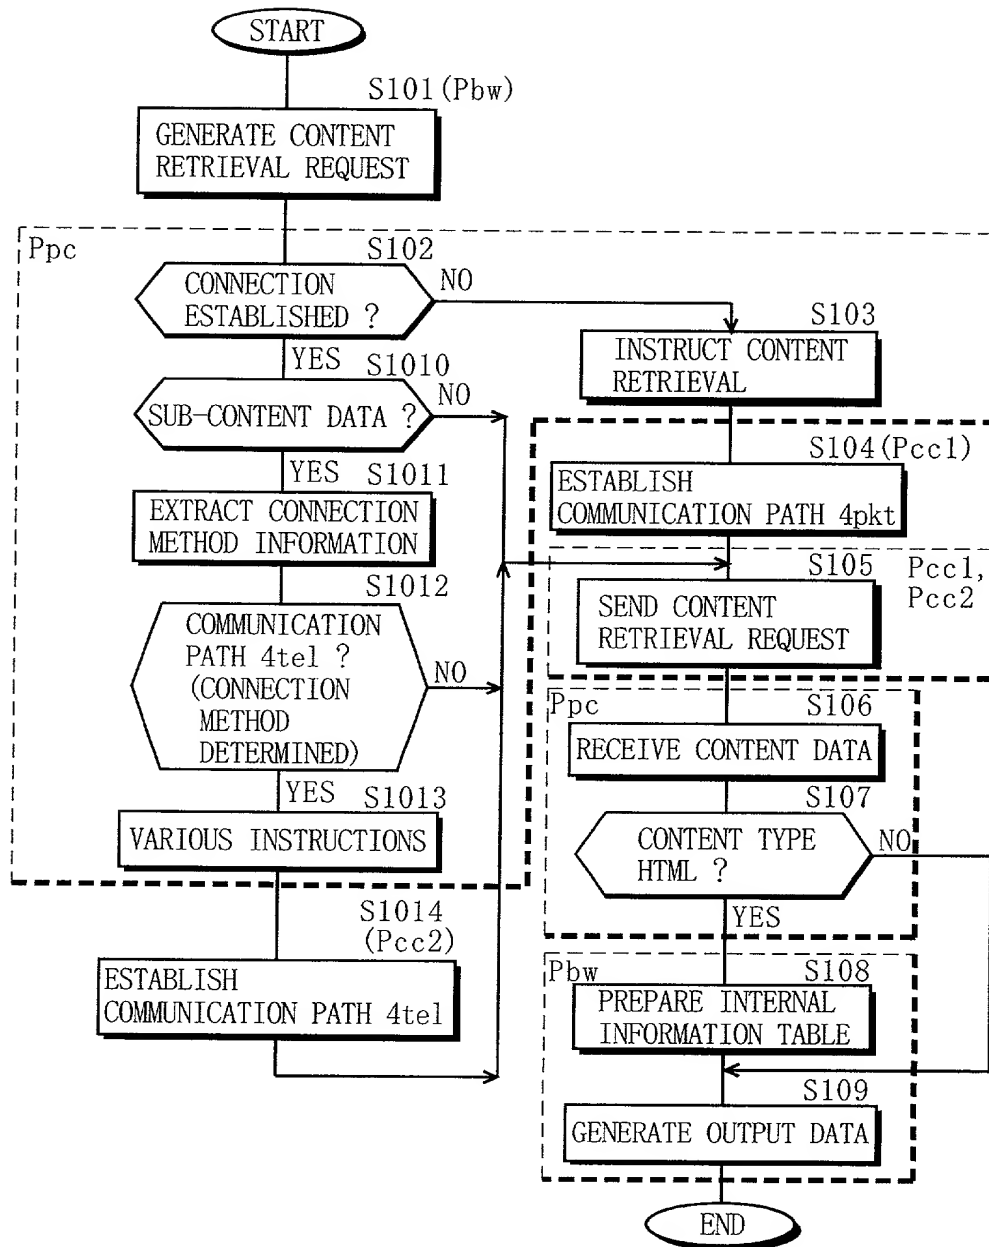 START
S101(Pbw)
GENERATE CONTENT
RETRIEVAL REQUEST
Ppc
S102
CONNECTION
ESTABLISHED ?
NO
YES
S103
INSTRUCT CONTENT
RETRIEVAL
S1010
SUB-CONTENT DATA ?
NO
YES
S104(Pcc1)
ESTABLISH
COMMUNICATION PATH 4pkt
S1011
EXTRACT CONNECTION
METHOD INFORMATION
S105
Pcc1,
Pcc2
SEND CONTENT
RETRIEVAL REQUEST
S1012
COMMUNICATION
PATH 4tel ?
(CONNECTION
METHOD
DETERMINED)
NO
YES
Ppc
S106
RECEIVE CONTENT DATA
S107
CONTENT TYPE
HTML ?
NO
YES
S1013
VARIOUS INSTRUCTIONS
S1014
(Pcc2)
ESTABLISH
COMMUNICATION PATH 4tel
Pbw
S108
PREPARE INTERNAL
INFORMATION TABLE
S109
GENERATE OUTPUT DATA
END